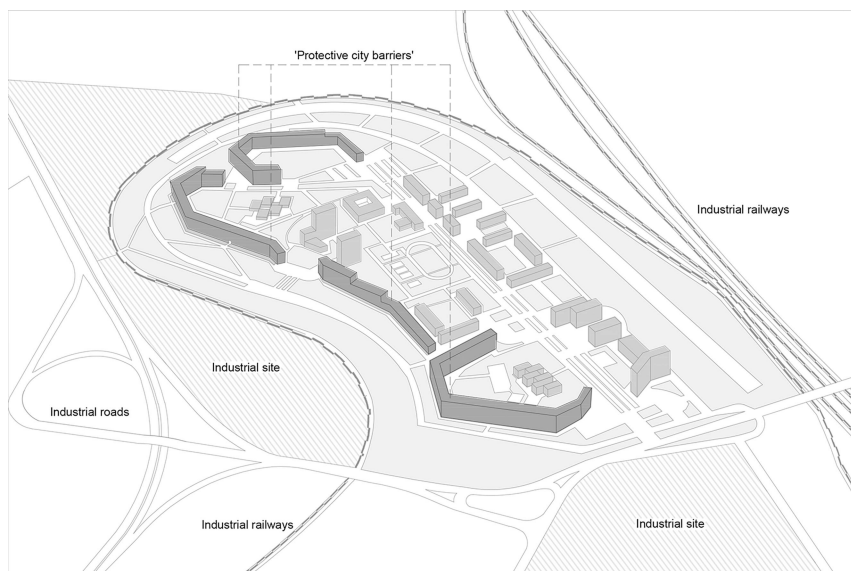 'Protective city barriers'
Industrial railways
Industrial site
Industrial roads
Industrial railways
Industrial site